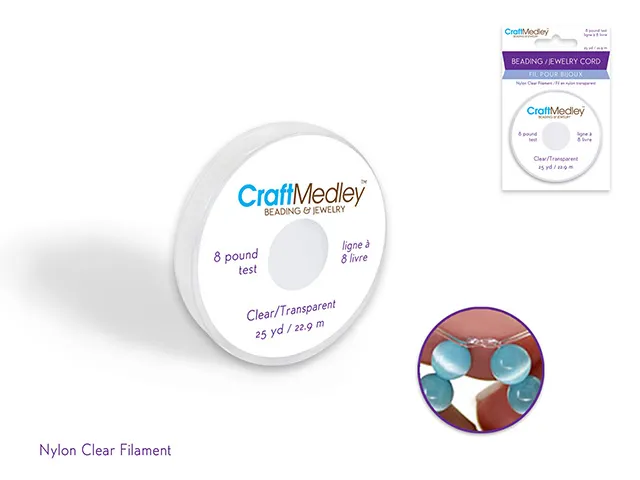 CraftMedley™
BEADING & JEWELRY
8 pound
test
ligne à
8 livre
Clear/Transparent
25 yd / 22.9 m
CraftMedley
8 pound test
ligne à 8 livre
25 yd / 22.9 m
BEADING / JEWELRY CORD
FIL POUR BIJOUX
Nylon Clear Filament / Fil en nylon transparent
CraftMedley
BEADING & JEWELRY
8 pound
test
ligne à
8 livre
Clear/Transparent
25 yd / 22.9 m
Nylon Clear Filament